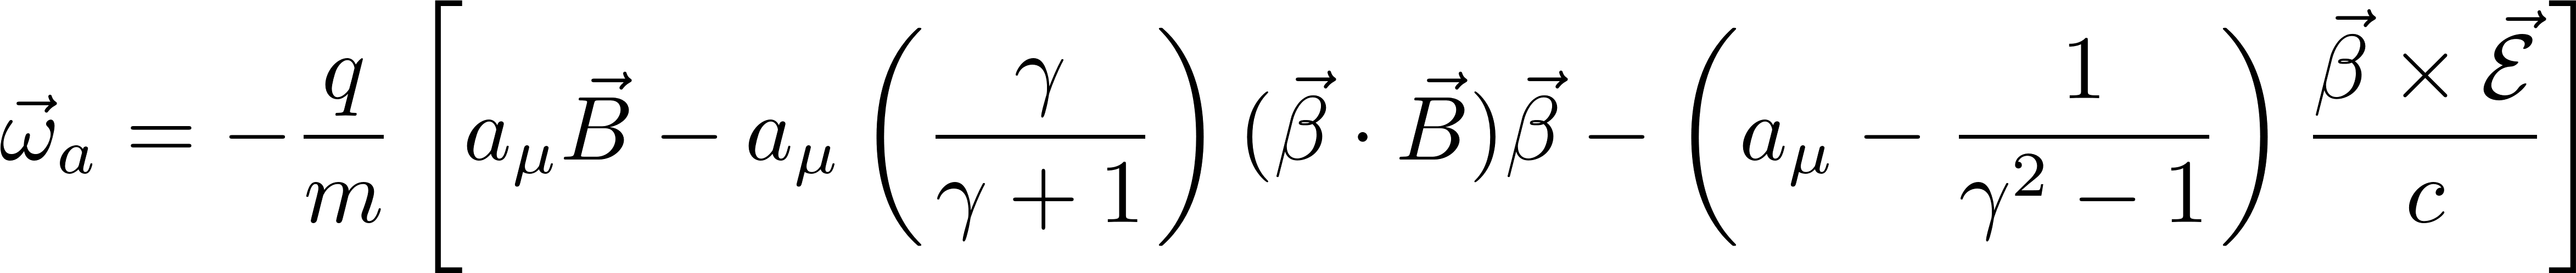 \vec{\omega}_a = -\frac{q}{m} \left[ a_\mu \vec{B} - a_\mu \left( \frac{\gamma}{\gamma + 1} \right) (\vec{\beta} \cdot \vec{B}) \vec{\beta} - \left( a_\mu - \frac{1}{\gamma^2 - 1} \right) \frac{\vec{\beta} \times \vec{\mathcal{E}}}{c} \right]